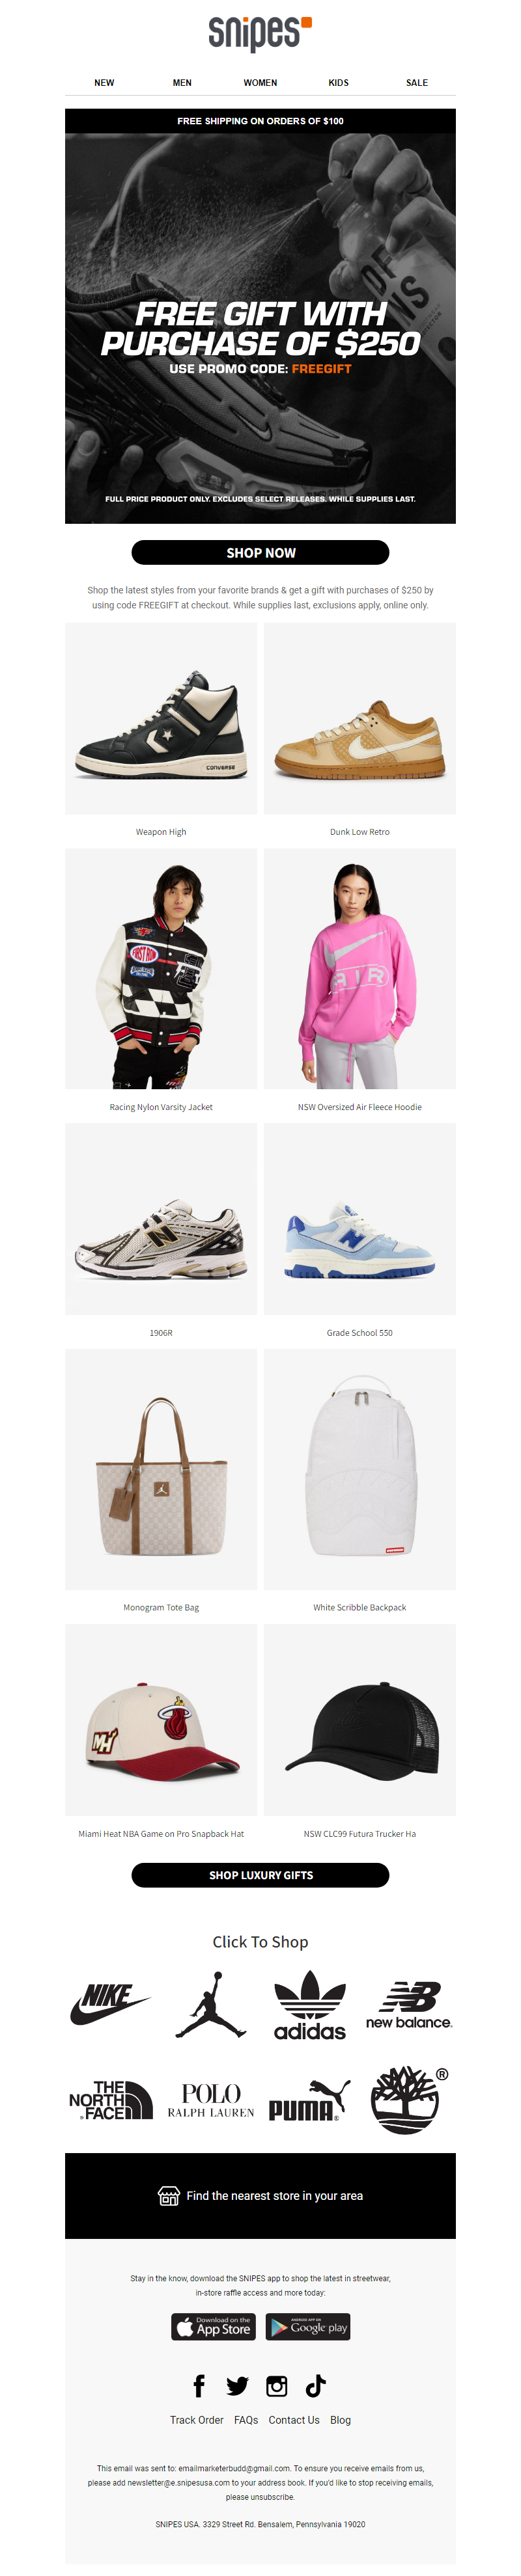 snipes
NEW MEN WOMEN KIDS SALE
FREE SHIPPING ON ORDERS OF $100
OF
FREE GIFT WITH
PURCHASE OF $250
USE PROMO CODE: FREEGIFT
FULL PRICE PRODUCT ONLY. EXCLUDES SELECT RELEASES. WHILE SUPPLIES LAST.
SHOP NOW
Shop the latest styles from your favorite brands & get a gift with purchases of $250 by
using code FREEGIFT at checkout. While supplies last, exclusions apply, online only.
CONVERSE
Weapon High
Dunk Low Retro
AIR
Racing Nylon Varsity Jacket
NSW Oversized Air Fleece Hoodie
N
N
1906R
Grade School 550
Monogram Tote Bag
White Scribble Backpack
MH
Miami Heat NBA Game on Pro Snapback Hat
NSW CLC99 Futura Trucker Ha
SHOP LUXURY GIFTS
Click To Shop
NIKE
adidas
new balance.
THE
NORTH
FACE
POLO
RALPH LAUREN
PUMA®
®
Find the nearest store in your area
Stay in the know, download the SNIPES app to shop the latest in streetwear,
in-store raffle access and more today:
Download on the
App Store
ANDROID APP ON
Google play
Track Order FAQs Contact Us Blog
This email was sent to: emailmarketerbudd@gmail.com. To ensure you receive emails from us,
please add newsletter@e.snipesusa.com to your address book. If you'd like to stop receiving emails,
please unsubscribe.
SNIPES USA. 3329 Street Rd. Bensalem, Pennsylvania 19020